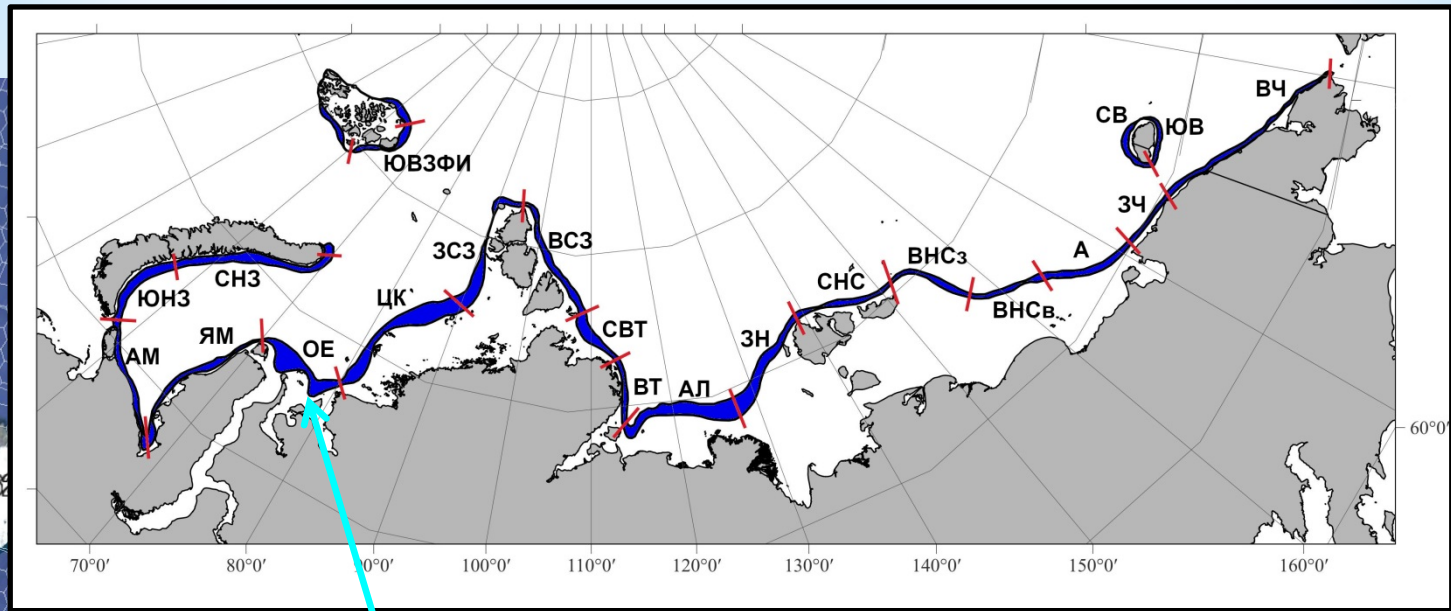 ВЧ
СВ
ЮВ
ЮВЗФИ
ЗЧ
ЗСЗ
ВСЗ
А
ВНСз
СНЗ
ЮНЗ
ЦК
СНС
ВНСв
ЯМ
ОЕ
СВТ
ЗН
АМ
ВТ
АЛ
60°0'
70°0'
80°0'
90°0'
100°0'
110°0'
120°0'
130°0'
140°0'
150°0'
160°0'